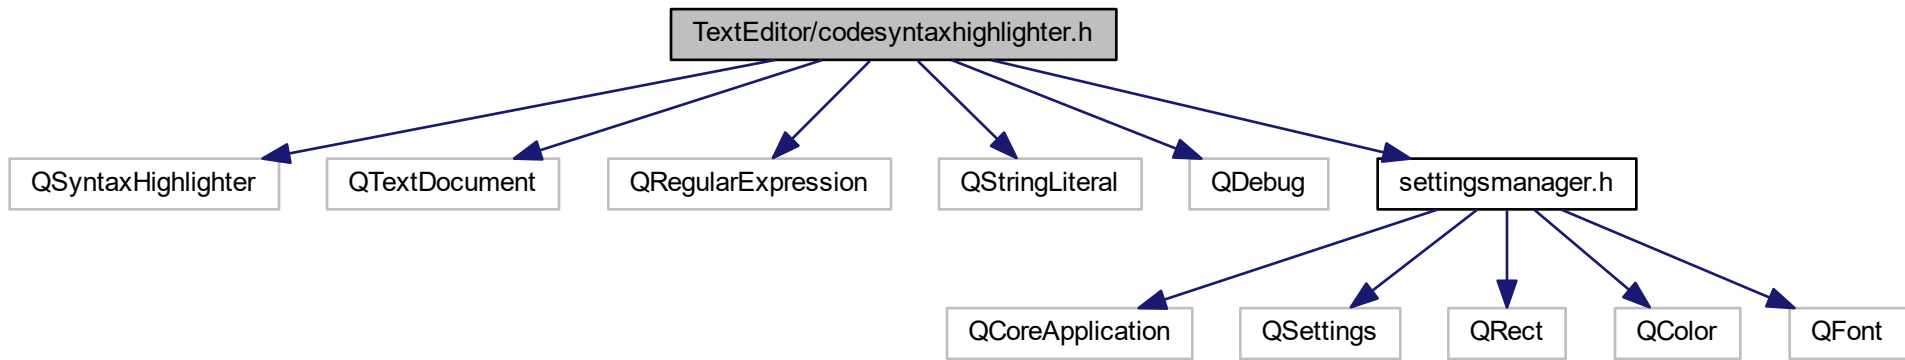 TextEditor/codesyntaxhighlighter.h
QSyntaxHighlighter
QTextDocument
QRegularExpression
QStringLiteral
QDebug
settingsmanager.h
QCoreApplication
QSettings
QRect
QColor
QFont